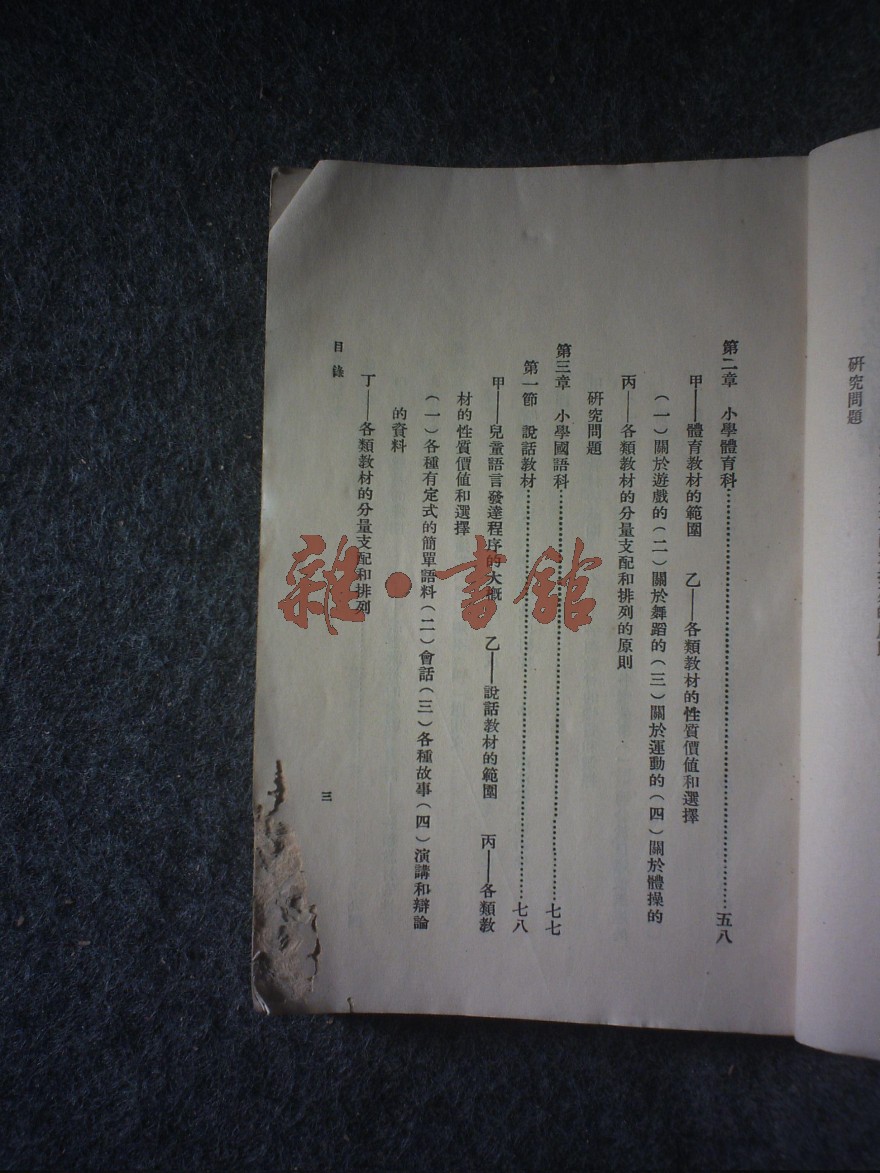 研究問題
第二章　小學體育科……五八
甲——體育教材的範圍　乙——各類教材的性質價值和選擇
（一）關於遊戲的（二）關於舞蹈的（三）關於運動的（四）關於體操的
丙——各類教材的分量支配和排列的原則
研究問題
第三章　小學國語科……七七
第一節　說話教材……七八
甲——兒童語言發達程序的大概　乙——說話教材的範圍　丙——各類教
材的性質價值和選擇
（一）各種有定式的簡單語料（二）會話（三）各種故事（四）演講和辯論
的資料
丁——各類教材的分量支配和排列
目錄
三
雜·書館